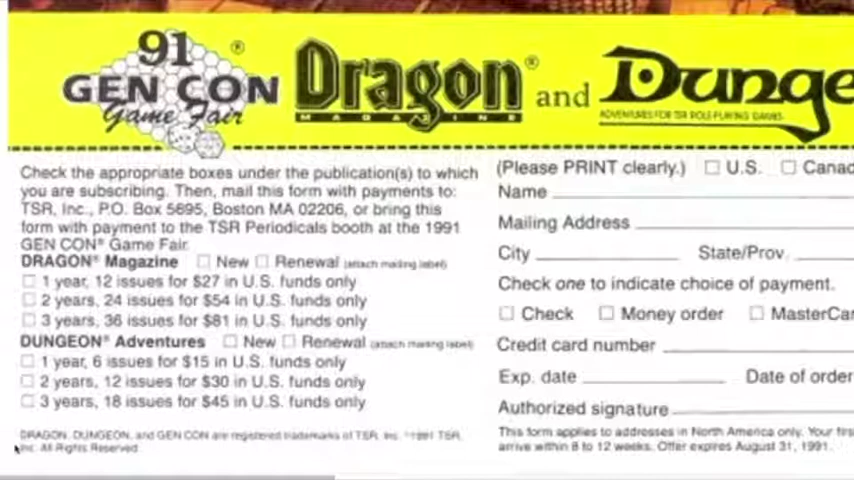 91
GEN CON®
Game Fair
Dragon®
MAGAZINE
and
Dunge
ADVENTURES FOR TSR ROLE-PLAYING GAMES
Check the appropriate boxes under the publication(s) to which
you are subscribing. Then, mail this form with payments to:
TSR, Inc., P.O. Box 5695, Boston MA 02206, or bring this
form with payment to the TSR Periodicals booth at the 1991
GEN CON® Game Fair.
DRAGON® Magazine □ New □ Renewal (attach mailing label)
□ 1 year, 12 issues for $27 in U.S. funds only
□ 2 years, 24 issues for $54 in U.S. funds only
□ 3 years, 36 issues for $81 in U.S. funds only
DUNGEON® Adventures □ New □ Renewal (attach mailing label)
□ 1 year, 6 issues for $15 in U.S. funds only
□ 2 years, 12 issues for $30 in U.S. funds only
□ 3 years, 18 issues for $45 in U.S. funds only
DRAGON, DUNGEON, and GEN CON are registered trademarks of TSR, Inc. ©1991 TSR,
Inc. All Rights Reserved.
(Please PRINT clearly.) □ U.S. □ Canad
Name
Mailing Address
City State/Prov.
Check one to indicate choice of payment.
□ Check □ Money order □ MasterCar
Credit card number
Exp. date Date of order
Authorized signature
This form applies to addresses in North America only. Your firs
arrive within 8 to 12 weeks. Offer expires August 31, 1991.